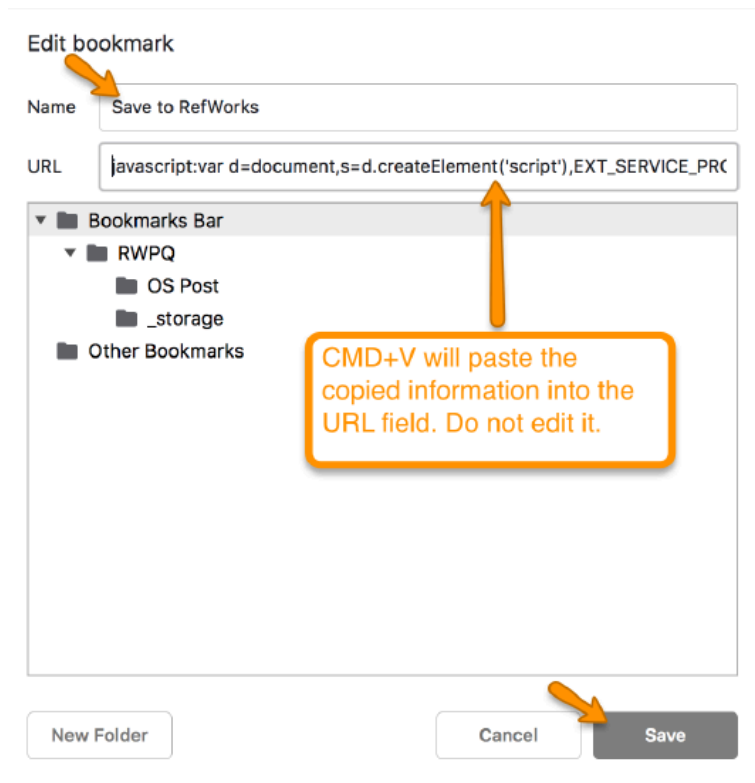 Edit bookmark
Name Save to RefWorks
URL javascript:var d=document,s=d.createElement('script'),EXT_SERVICE_PRC
Bookmarks Bar
RWPQ
OS Post
_storage
Other Bookmarks
CMD+V will paste the
copied information into the
URL field. Do not edit it.
New Folder Cancel Save